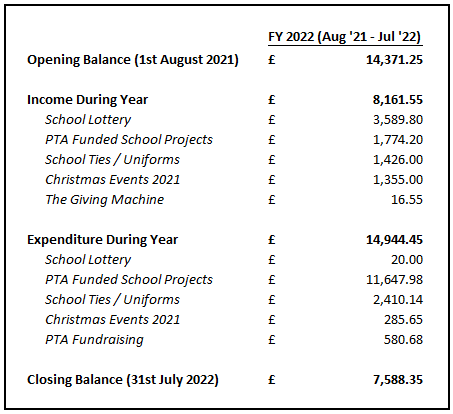 FY 2022 (Aug '21 - Jul '22)
Opening Balance (1st August 2021) £ 14,371.25
Income During Year £ 8,161.55
School Lottery £ 3,589.80
PTA Funded School Projects £ 1,774.20
School Ties / Uniforms £ 1,426.00
Christmas Events 2021 £ 1,355.00
The Giving Machine £ 16.55
Expenditure During Year £ 14,944.45
School Lottery £ 20.00
PTA Funded School Projects £ 11,647.98
School Ties / Uniforms £ 2,410.14
Christmas Events 2021 £ 285.65
PTA Fundraising £ 580.68
Closing Balance (31st July 2022) £ 7,588.35